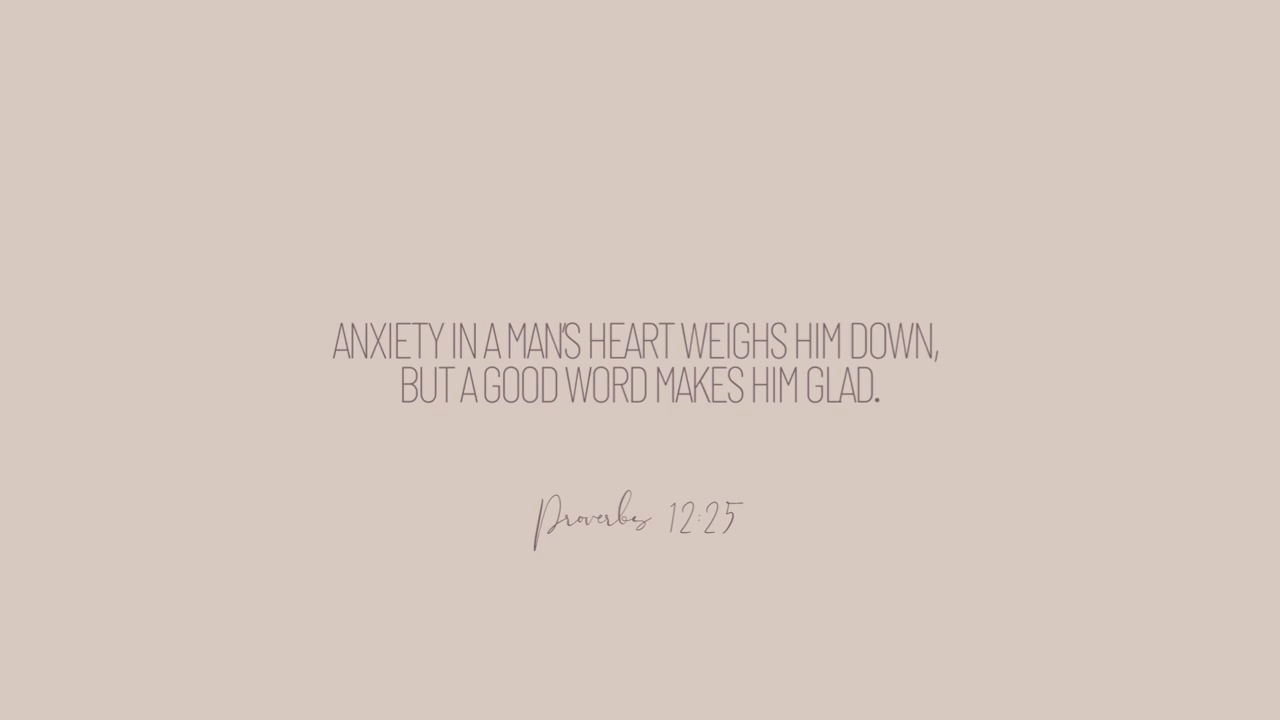 ANXIETY IN A MAN'S HEART WEIGHS HIM DOWN,
BUT A GOOD WORD MAKES HIM GLAD.
Proverbs 12:25